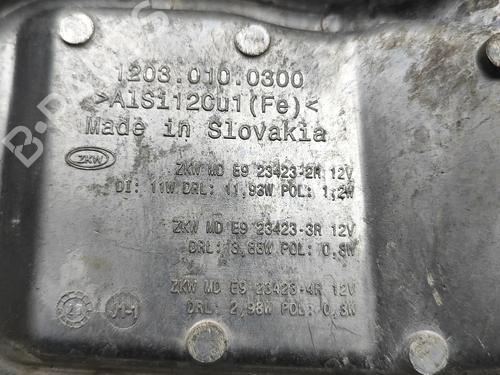 1203.010.0300
>AlSi12Cu1(Fe)<
Made in Slovakia
ZKW
ZKW MD E9 23423-2R 12V
DI: 11W DRL: 11,93W POL: 1,2W
ZKW MD E9 23423-3R 12V
DRL: 3,83W POL: 0,3W
ZKW MD E9 23423-4R 12V
DRL: 2,98W POL: 0,3W